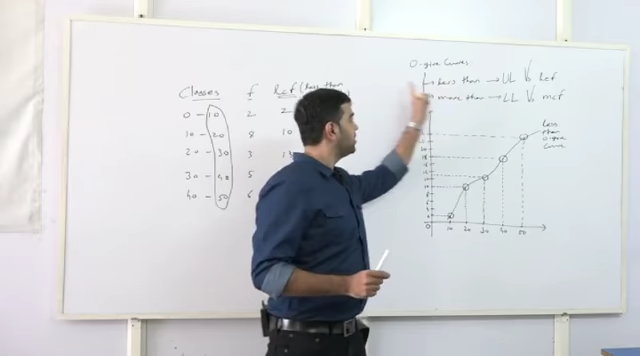 O-give Curves
Less than → UL Vs Lcf
more than → LL Vs mcf
Classes f Lcf (Less than
0 - 10 2 2
10 - 20 8 10
20 - 30 3 13
30 - 40 5
40 - 50 6
Less
than
O-give
Curve
0 10 20 30 40 50